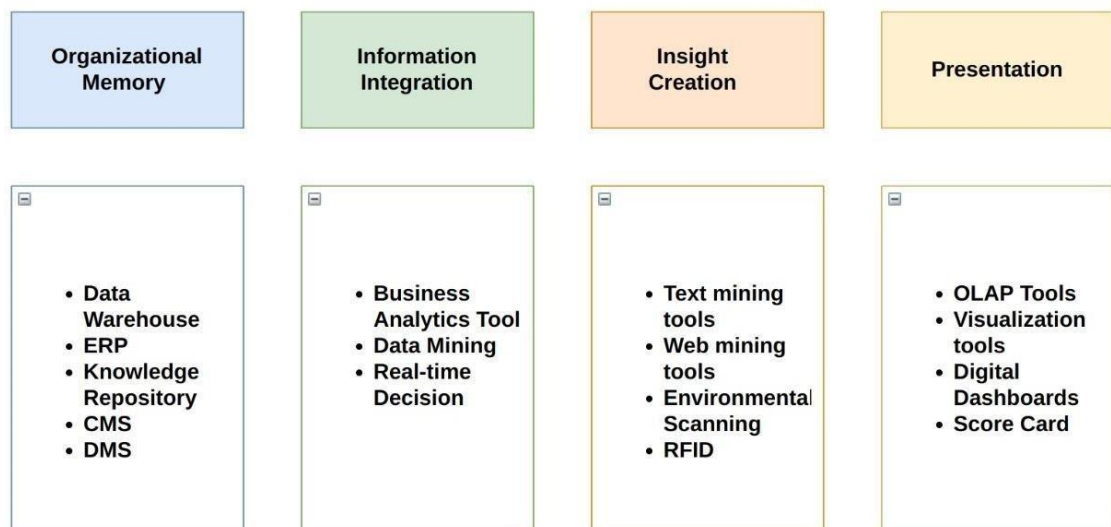 Organizational
Memory
Information
Integration
Insight
Creation
Presentation
• Data
Warehouse
• ERP
• Knowledge
Repository
• CMS
• DMS
• Business
Analytics Tool
• Data Mining
• Real-time
Decision
• Text mining
tools
• Web mining
tools
• Environmental
Scanning
• RFID
• OLAP Tools
• Visualization
tools
• Digital
Dashboards
• Score Card